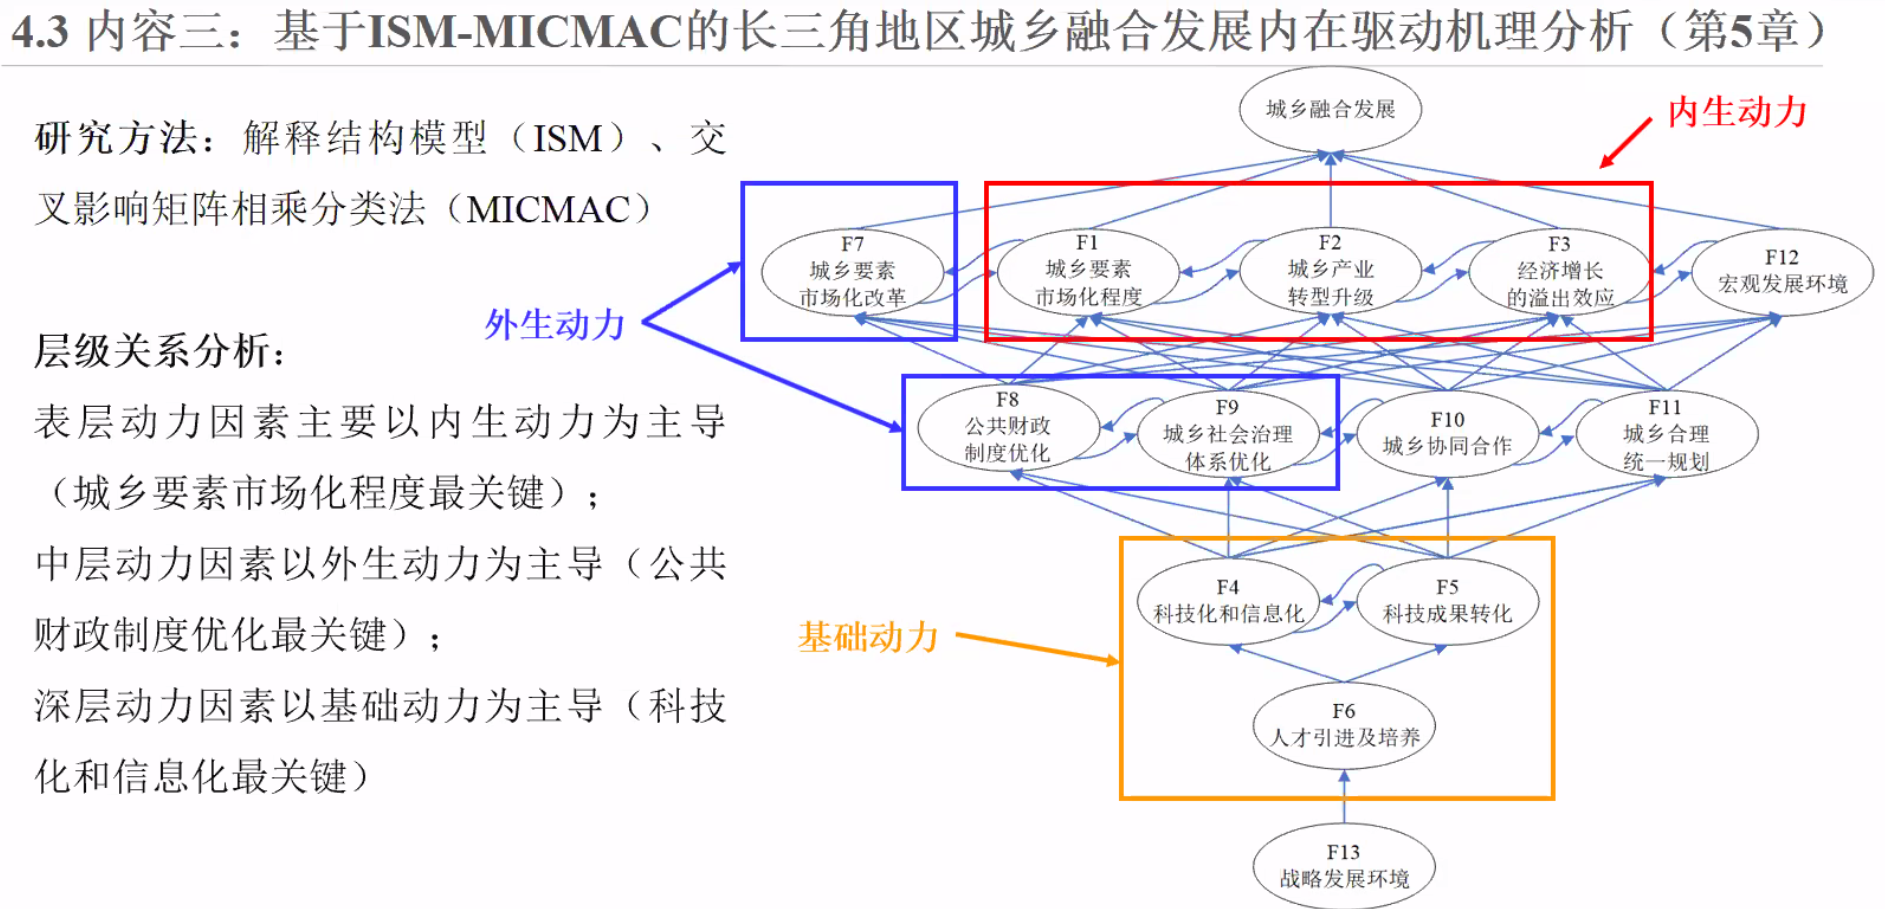 4.3 内容三：基于ISM-MICMAC的长三角地区城乡融合发展内在驱动机理分析（第5章）
研究方法：解释结构模型（ISM）、交
叉影响矩阵相乘分类法（MICMAC）
层级关系分析：
表层动力因素主要以内生动力为主导
（城乡要素市场化程度最关键）；
中层动力因素以外生动力为主导（公共
财政制度优化最关键）；
深层动力因素以基础动力为主导（科技
化和信息化最关键）
城乡融合发展
内生动力
外生动力
F7
城乡要素
市场化改革
F1
城乡要素
市场化程度
F2
城乡产业
转型升级
F3
经济增长
的溢出效应
F12
宏观发展环境
F8
公共财政
制度优化
F9
城乡社会治理
体系优化
F10
城乡协同合作
F11
城乡合理
统一规划
基础动力
F4
科技化和信息化
F5
科技成果转化
F6
人才引进及培养
F13
战略发展环境